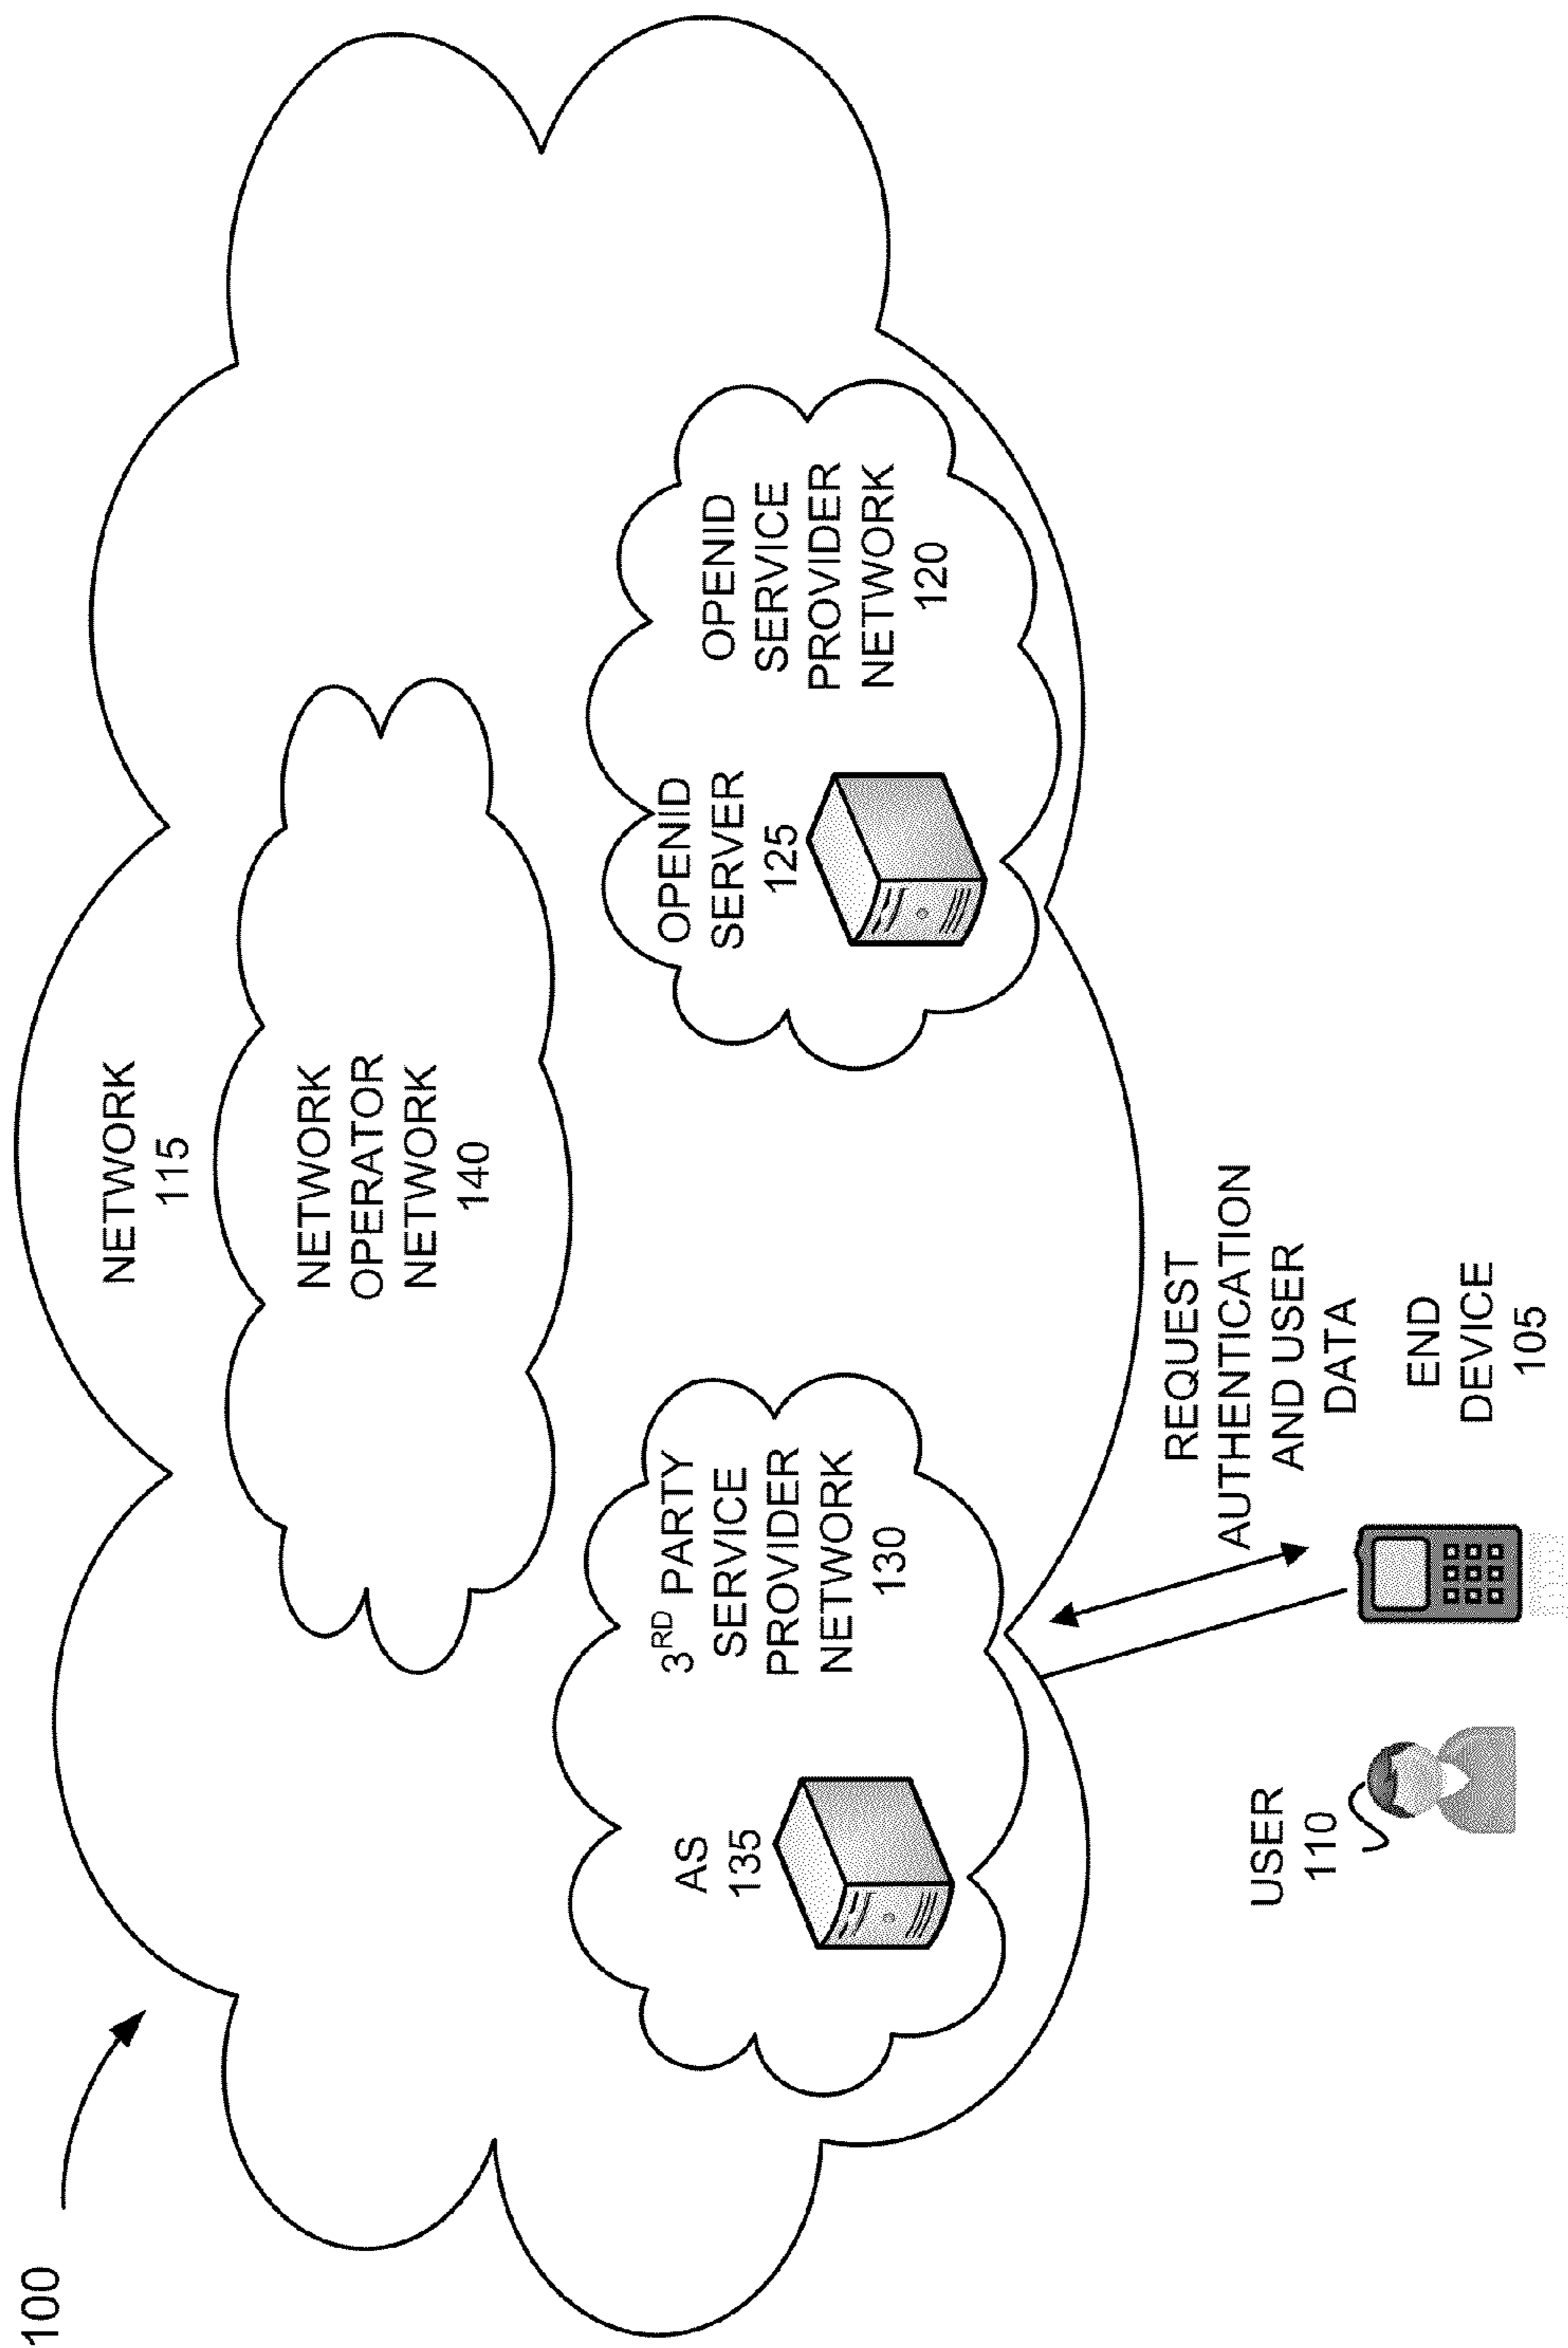 100
NETWORK
115
NETWORK
OPERATOR
NETWORK
140
3RD PARTY
SERVICE
PROVIDER
NETWORK
130
AS
135
OPENID
SERVER
125
OPENID
SERVICE
PROVIDER
NETWORK
120
REQUEST
AUTHENTICATION
AND USER
DATA
USER
110
END
DEVICE
105